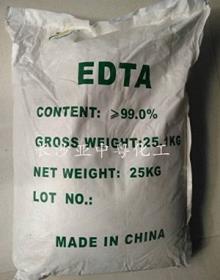 EDTA
CONTENT: ≥99.0%
GROSS WEIGHT:25.1KG
NET WEIGHT: 25KG
LOT NO.:
MADE IN CHINA